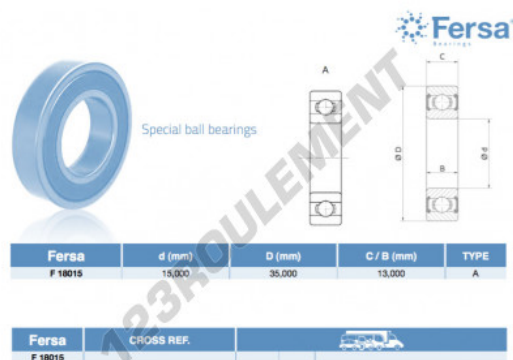 Fersa
Bearings
C
A
Special ball bearings
Ø D
Ø d
B
Fersa d (mm) D (mm) C / B (mm) TYPE
F 18015 15,000 35,000 13,000 A
123ROULEMENT
Fersa CROSS REF.
F 18015